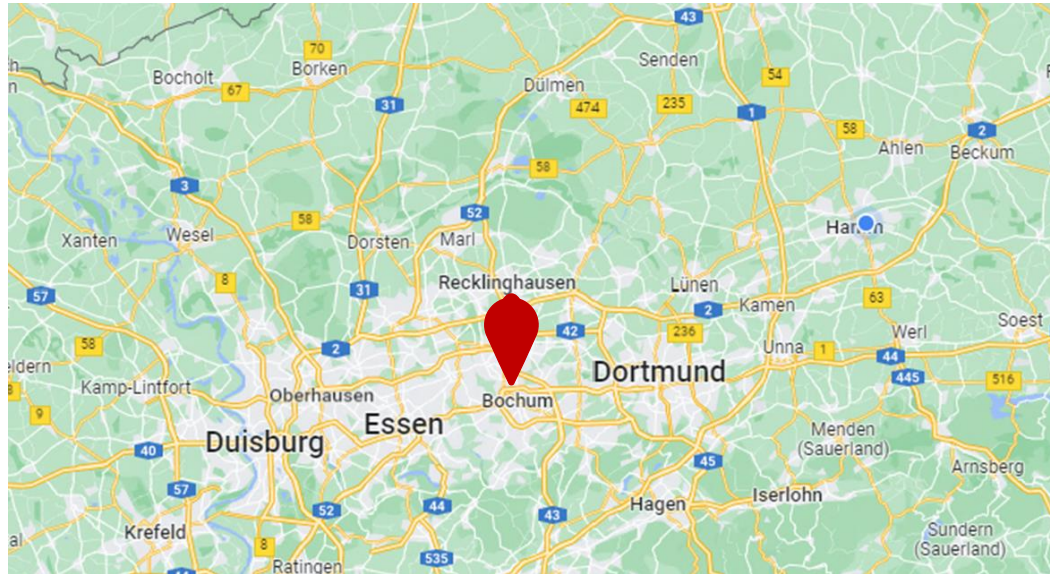 43
70
Borken
Senden
Bocholt
67
Dülmen
54
31
474
235
1
58
2
Ahlen
Beckum
58
3
52
58
Xanten
Wesel
Dorsten
Marl
8
Recklinghausen
57
31
Lünen
2
Kamen
63
42
236
Werl
Soest
58
2
Unna
1
44
Dortmund
445
516
Kamp-Lintfort
Oberhausen
Bochum
9
Essen
Duisburg
40
Menden
(Sauerland)
45
Arnsberg
57
52
44
43
Hagen
Iserlohn
Krefeld
8
535
Sundern
(Sauerland)
Ratingen